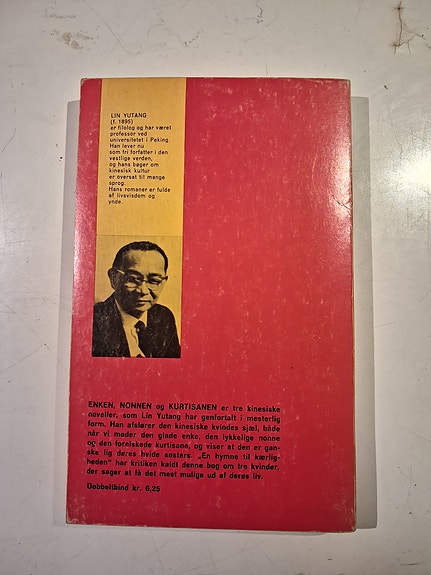 LIN YUTANG
(f. 1895)
er filolog og har været
professor ved
universitetet i Peking.
Han lever nu
som fri forfatter i den
vestlige verden,
og hans bøger om
kinesisk kultur
er oversat til mange
sprog.
Hans romaner er fulde
af livsvisdom og
ynde.
ENKEN, NONNEN og KURTISANEN er tre kinesiske
noveller, som Lin Yutang har genfortalt i mesterlig
form. Han afslører den kinesiske kvindes sjæl, både
når vi møder den glade enke, den lykkelige nonne
og den forelskede kurtisane, og viser at den er gan-
ske lig deres hvide søsters. „En hymne til kærlig-
heden" har kritiken kaldt denne bog om tre kvinder,
der søger at få det mest mulige ud af deres liv.
Dobbeltbind kr. 6,25